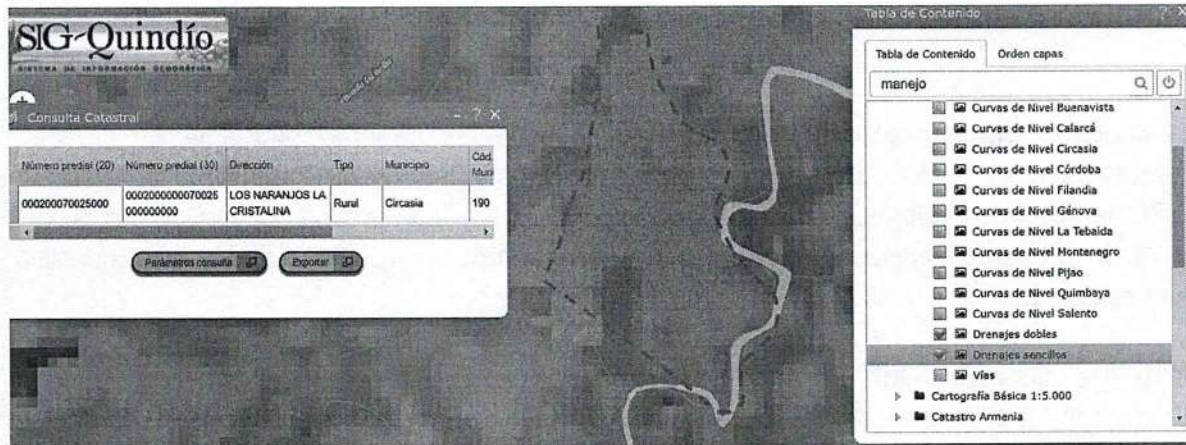 SIG-Quindío
SISTEMA DE INFORMACIÓN GEOGRÁFICA
Consulta Catastral
Número predial (20) Número predial (30) Dirección Tipo Municipio Cód. Muni
000200070025000 0002000000070025 LOS NARANJOS LA Rural Circasia 190
000000000 CRISTALINA
Parámetros consulta Exportar
Tabla de Contenido
Tabla de Contenido Orden capas
manejo
Curvas de Nivel Buenavista
Curvas de Nivel Calarcá
Curvas de Nivel Circasia
Curvas de Nivel Córdoba
Curvas de Nivel Filandia
Curvas de Nivel Génova
Curvas de Nivel La Tebaida
Curvas de Nivel Montenegro
Curvas de Nivel Pijao
Curvas de Nivel Quimbaya
Curvas de Nivel Salento
Drenajes dobles
Drenajes sencillos
Vías
Cartografía Básica 1:5.000
Catastro Armenia